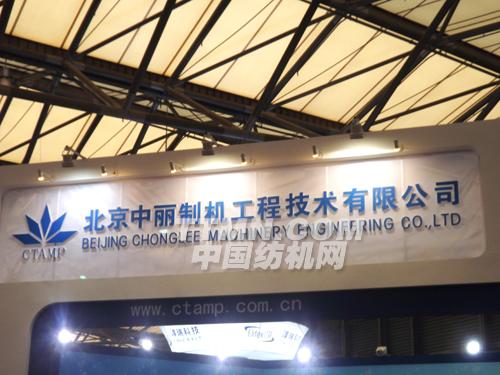 北京中丽制机工程技术有限公司
BEIJING CHONGLEE MACHINERY ENGINEERING CO.,LTD
CTAMP
中国纺机网
www.ctamp.com.cn